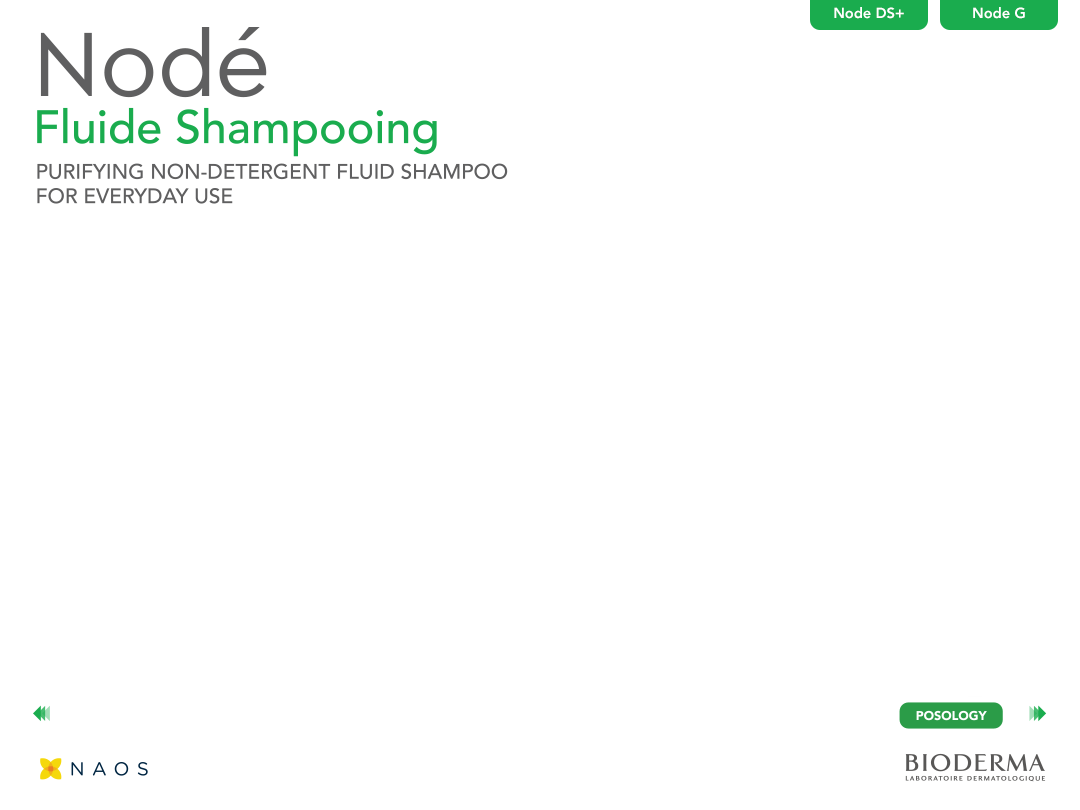 Node DS+
Node G
Nodé
Fluide Shampooing
PURIFYING NON-DETERGENT FLUID SHAMPOO
FOR EVERYDAY USE
POSOLOGY
NAOS
BIODERMA
LABORATOIRE DERMATOLOGIQUE